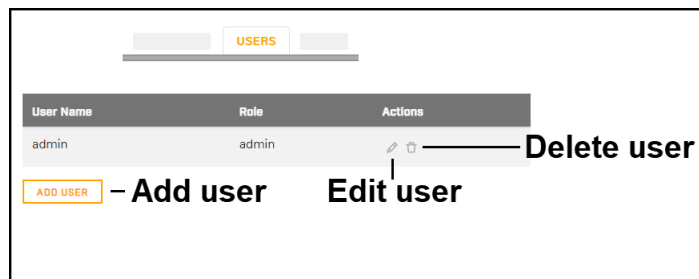 USERS
User Name Role Actions
admin admin
Delete user
ADD USER Add user Edit user